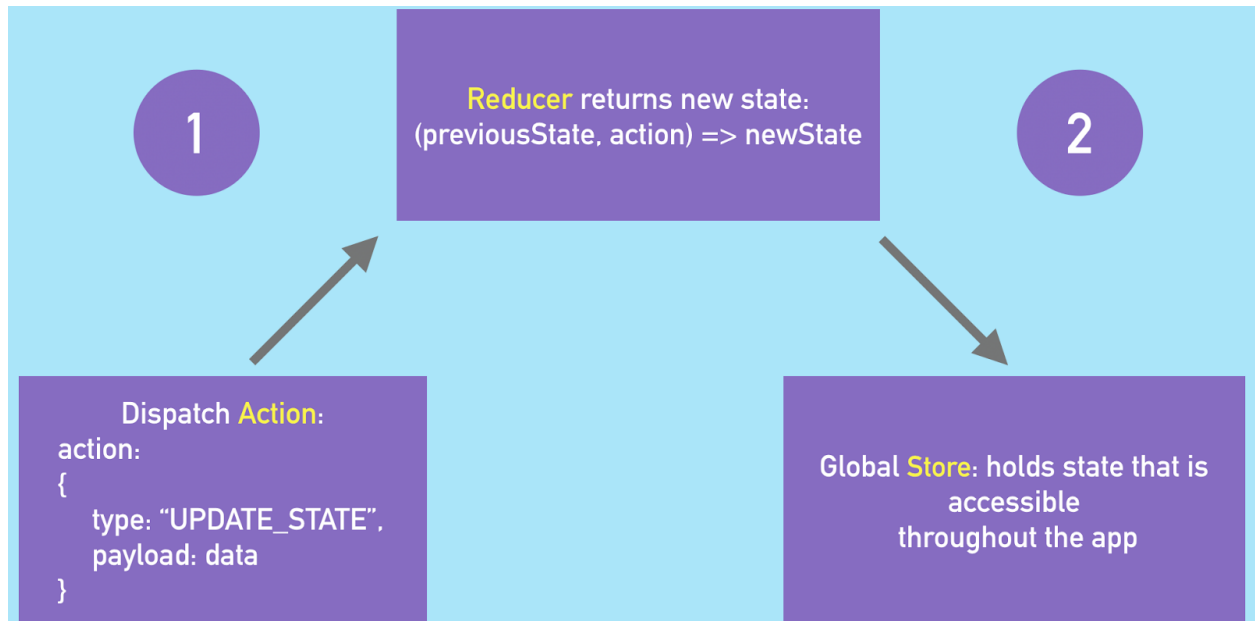 1
Reducer returns new state:
(previousState, action) => newState
2
Dispatch Action:
action:
{
type: “UPDATE_STATE”,
payload: data
}
Global Store: holds state that is
accessible
throughout the app